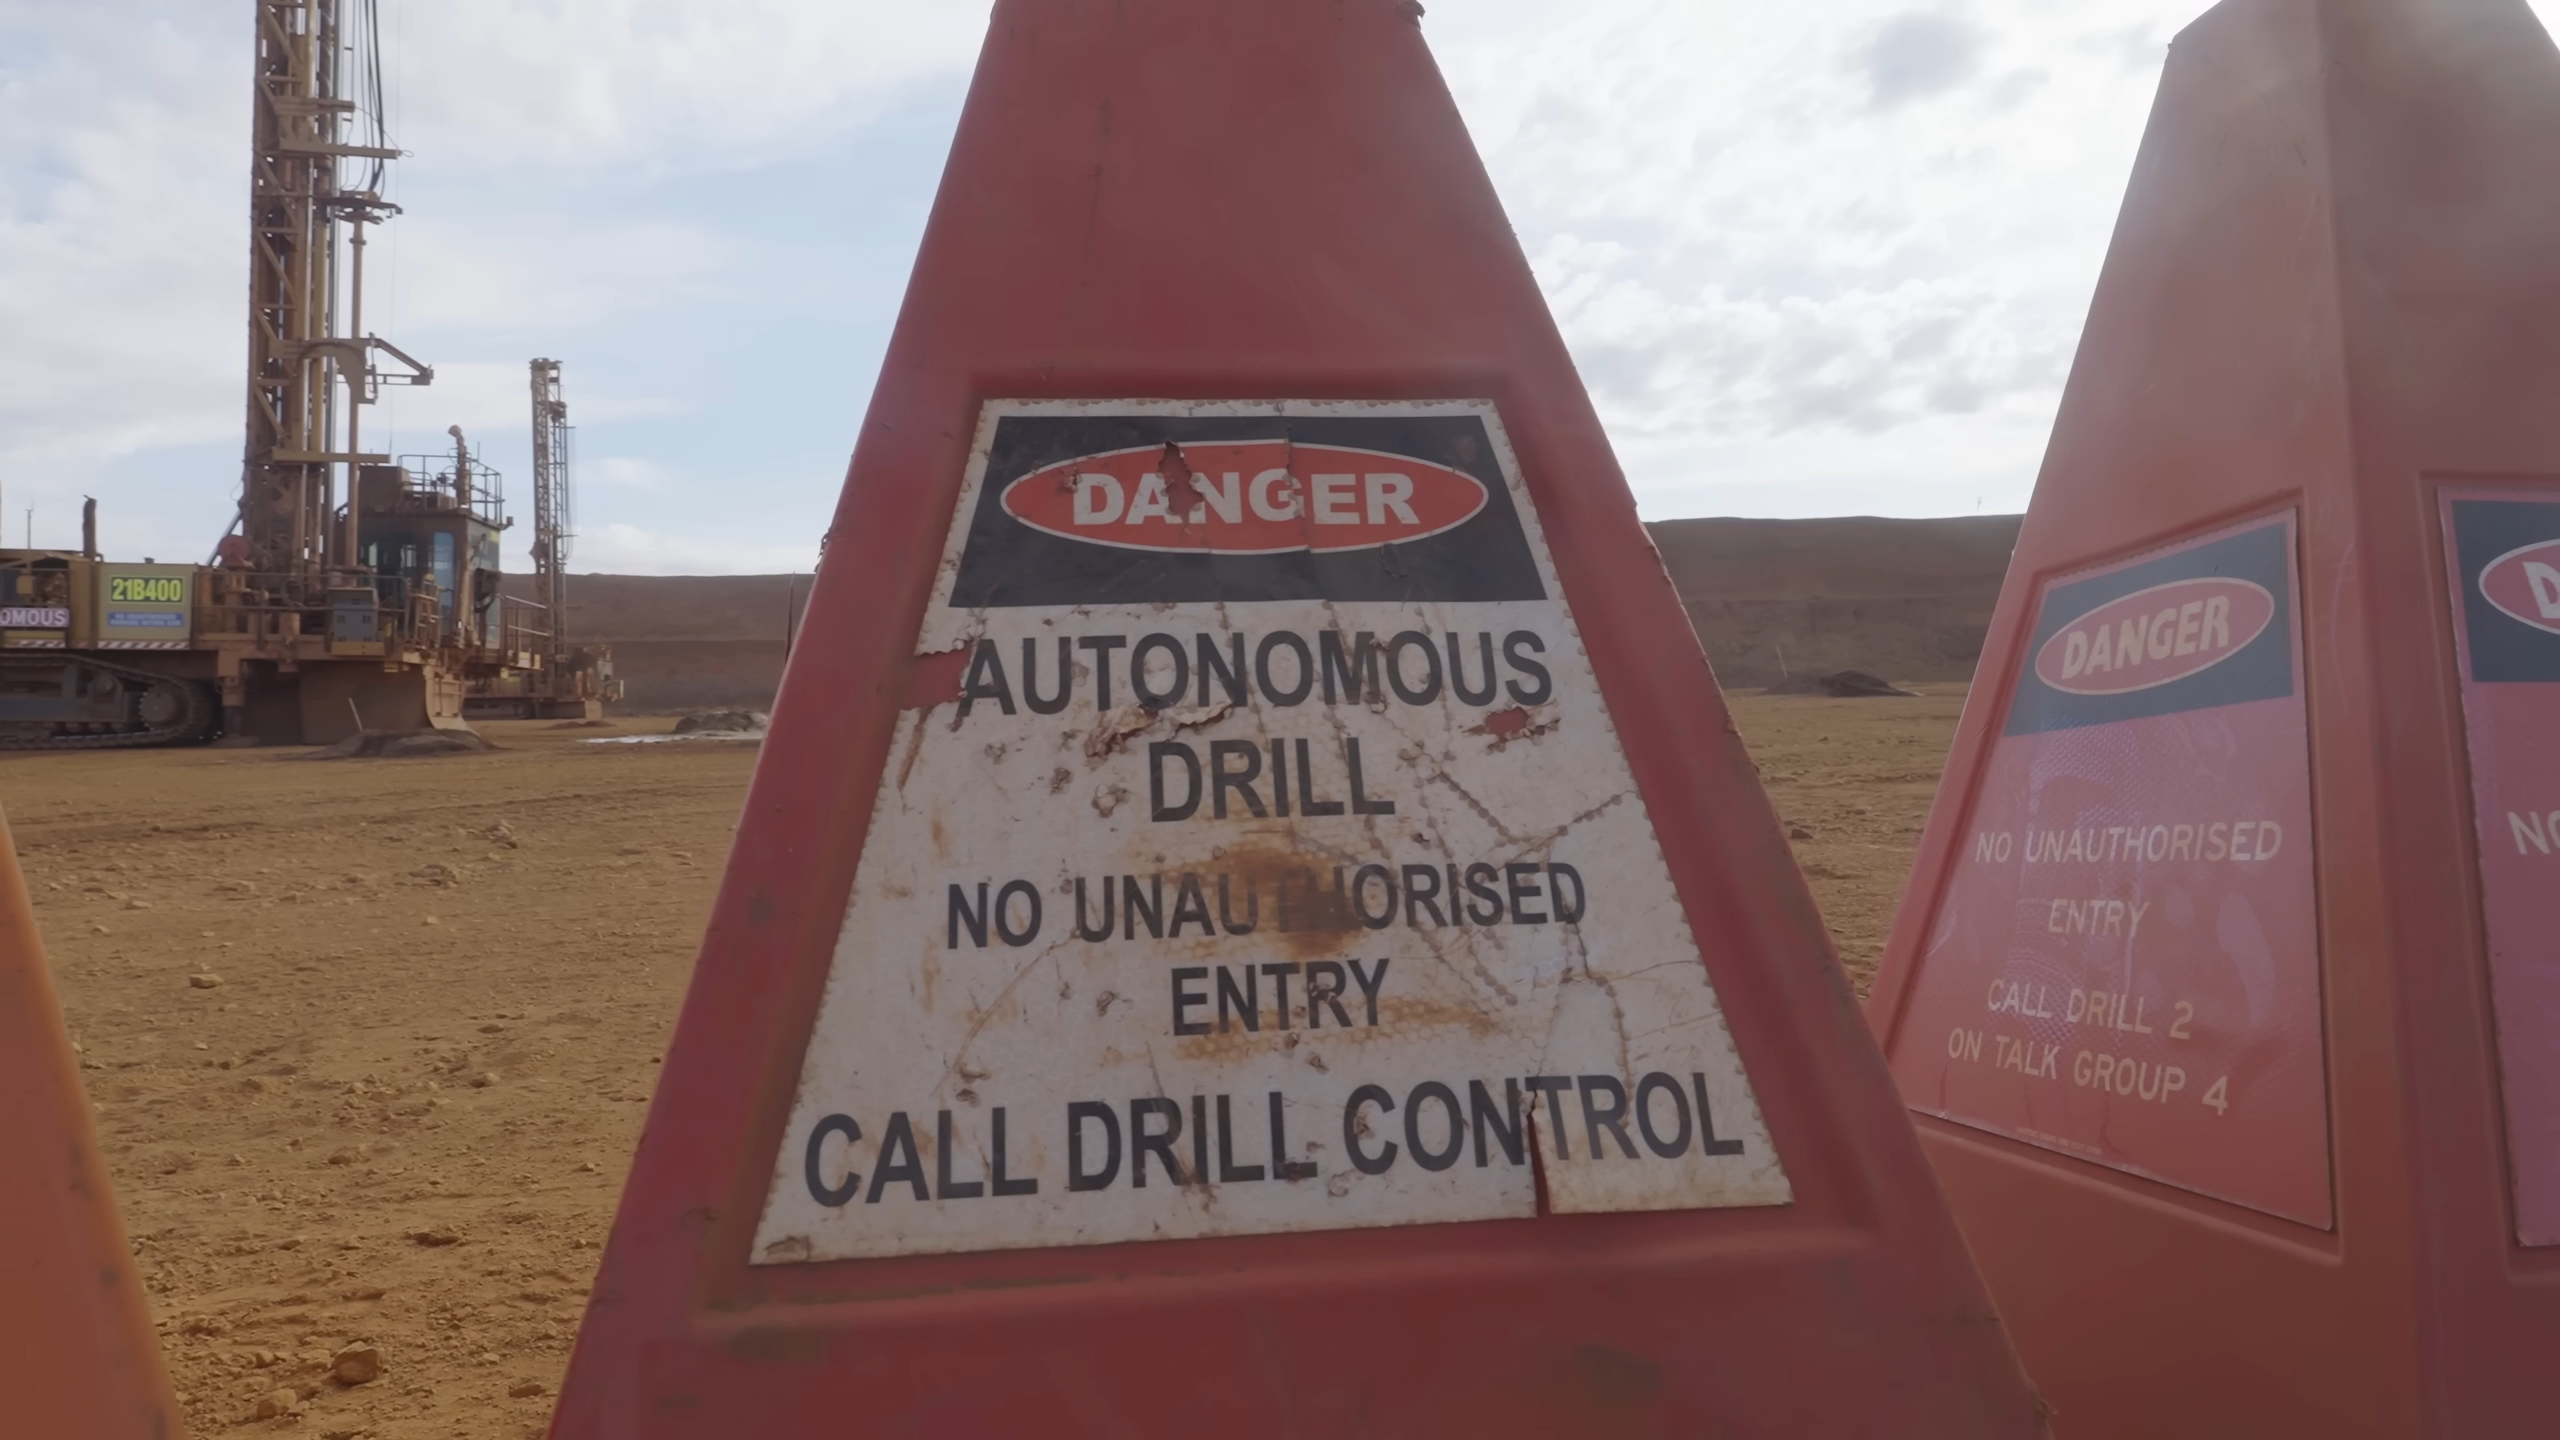 21B400
OMOUS
DANGER
AUTONOMOUS
DRILL
NO UNAUTHORISED
ENTRY
CALL DRILL CONTROL
DANGER
NO UNAUTHORISED
ENTRY
CALL DRILL 2
ON TALK GROUP 4
D
NO